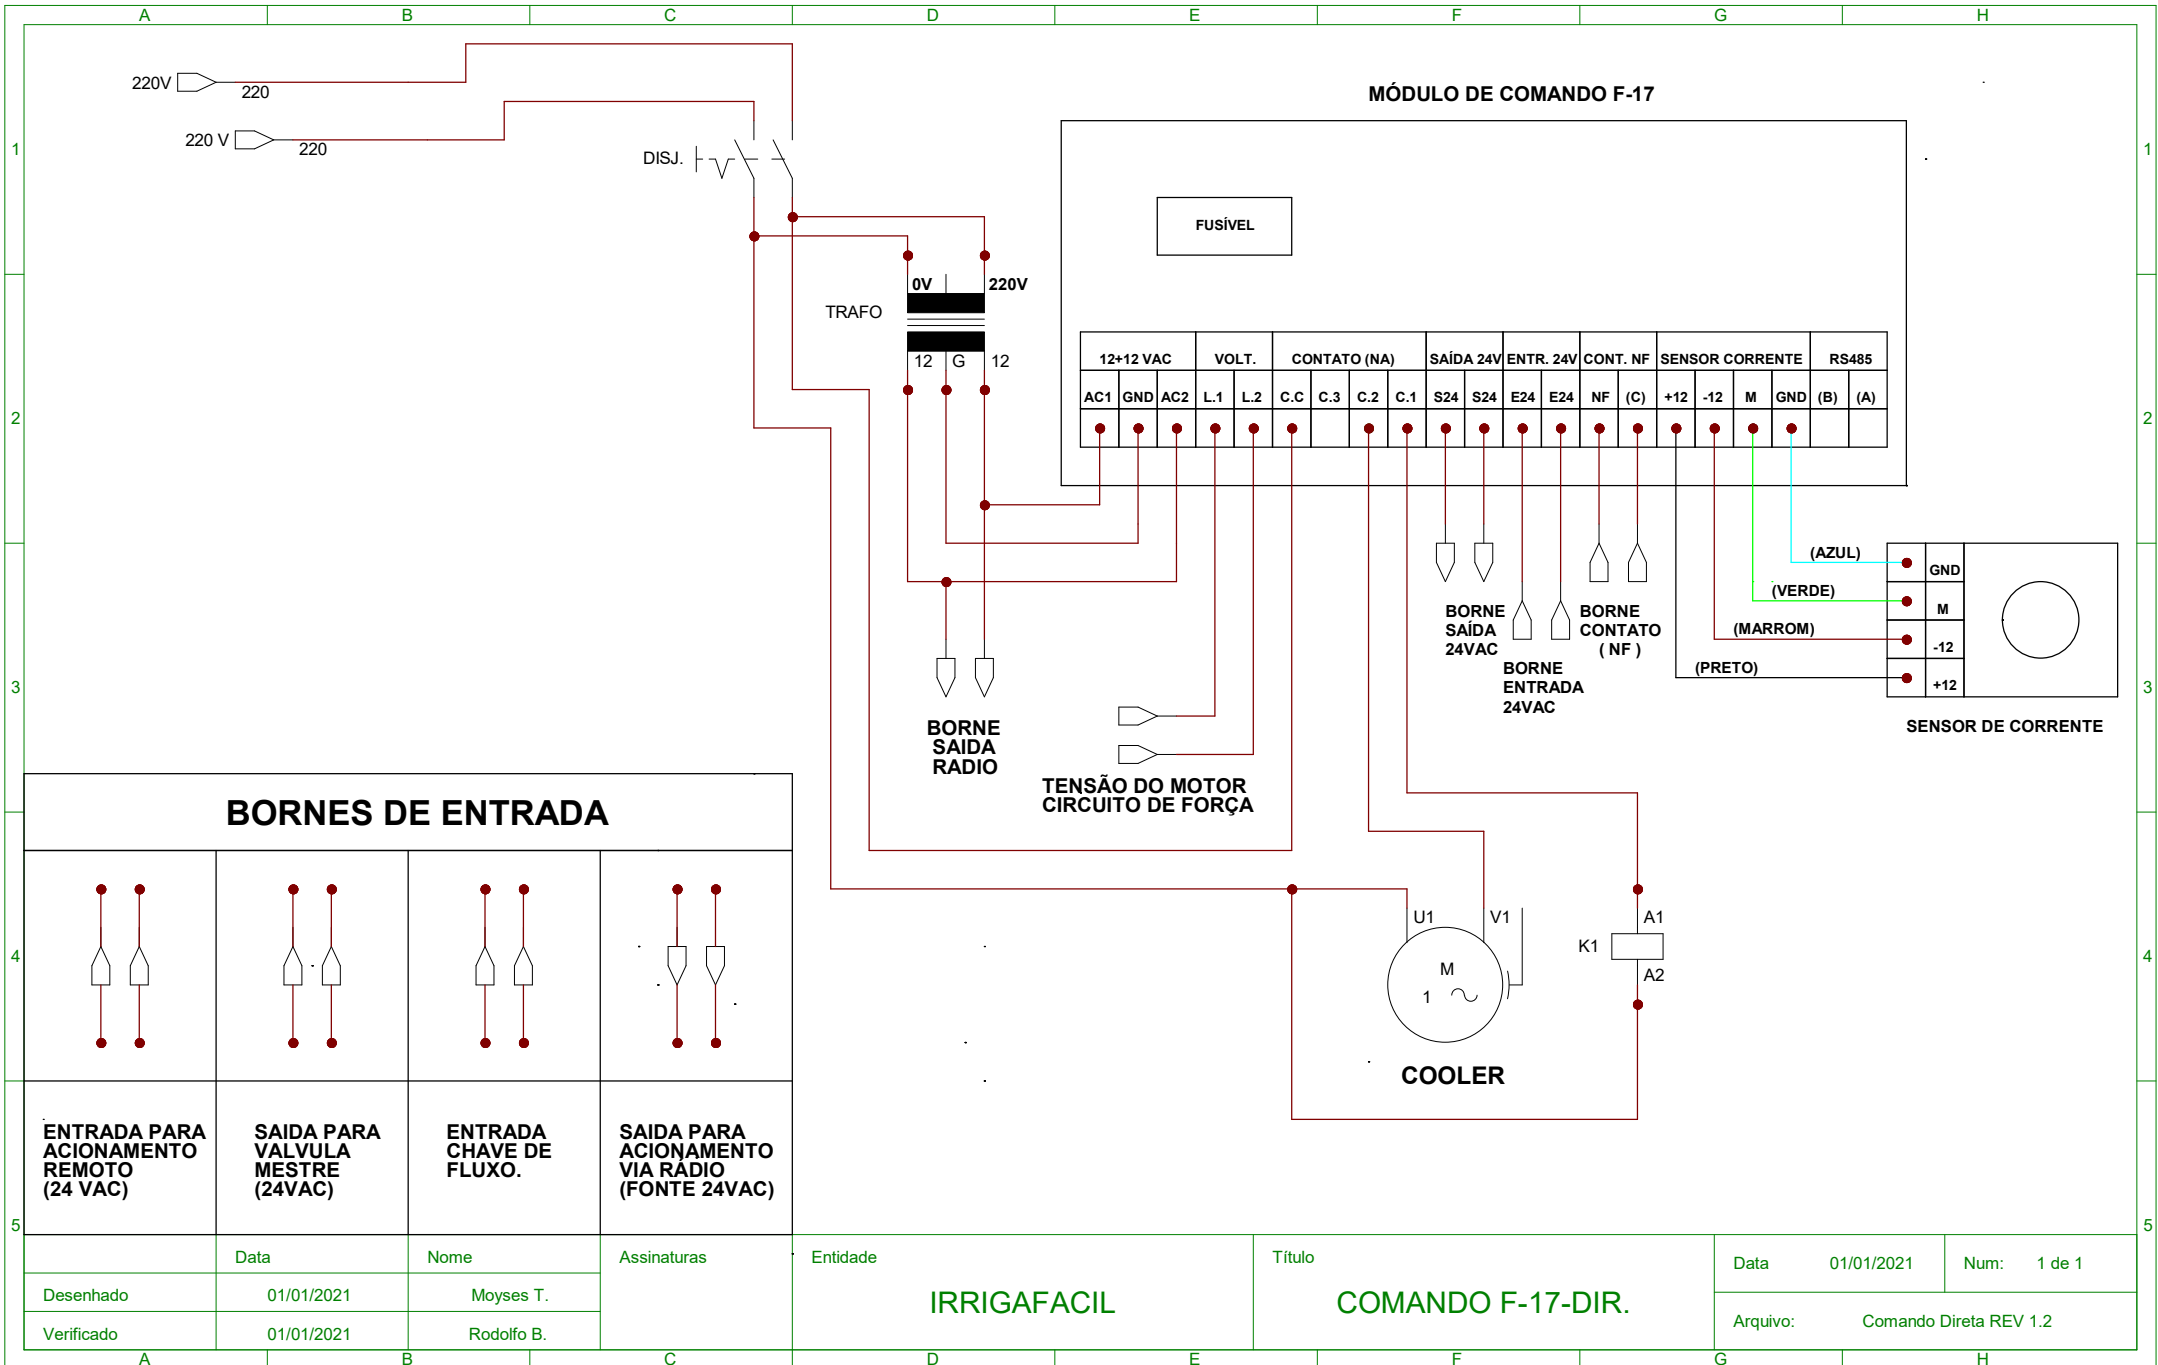 A B C D E F G H
220V
220
220 V
220
1
DISJ.
MÓDULO DE COMANDO F-17
1
FUSÍVEL
0V
220V
TRAFO
12 G 12
12+12 VAC VOLT. CONTATO (NA) SAÍDA 24V ENTR. 24V CONT. NF SENSOR CORRENTE RS485
AC1 GND AC2 L.1 L.2 C.C C.3 C.2 C.1 S24 S24 E24 E24 NF (C) +12 -12 M GND (B) (A)
2
2
(AZUL)
GND
(VERDE)
M
(MARROM)
-12
(PRETO)
+12
SENSOR DE CORRENTE
BORNE
SAÍDA
24VAC
BORNE
ENTRADA
24VAC
BORNE
CONTATO
( NF )
3
3
BORNE
SAIDA
RADIO
TENSÃO DO MOTOR
CIRCUITO DE FORÇA
BORNES DE ENTRADA
U1
V1
M
1
COOLER
A1
K1
A2
4
4
ENTRADA PARA
ACIONAMENTO
REMOTO
(24 VAC)
SAIDA PARA
VALVULA
MESTRE
(24VAC)
ENTRADA
CHAVE DE
FLUXO.
SAIDA PARA
ACIONAMENTO
VIA RÁDIO
(FONTE 24VAC)
5
5
Data Nome Assinaturas
Desenhado 01/01/2021 Moyses T.
Verificado 01/01/2021 Rodolfo B.
Entidade
IRRIGAFACIL
Título
COMANDO F-17-DIR.
Data 01/01/2021 Num: 1 de 1
Arquivo: Comando Direta REV 1.2
A B C D E F G H